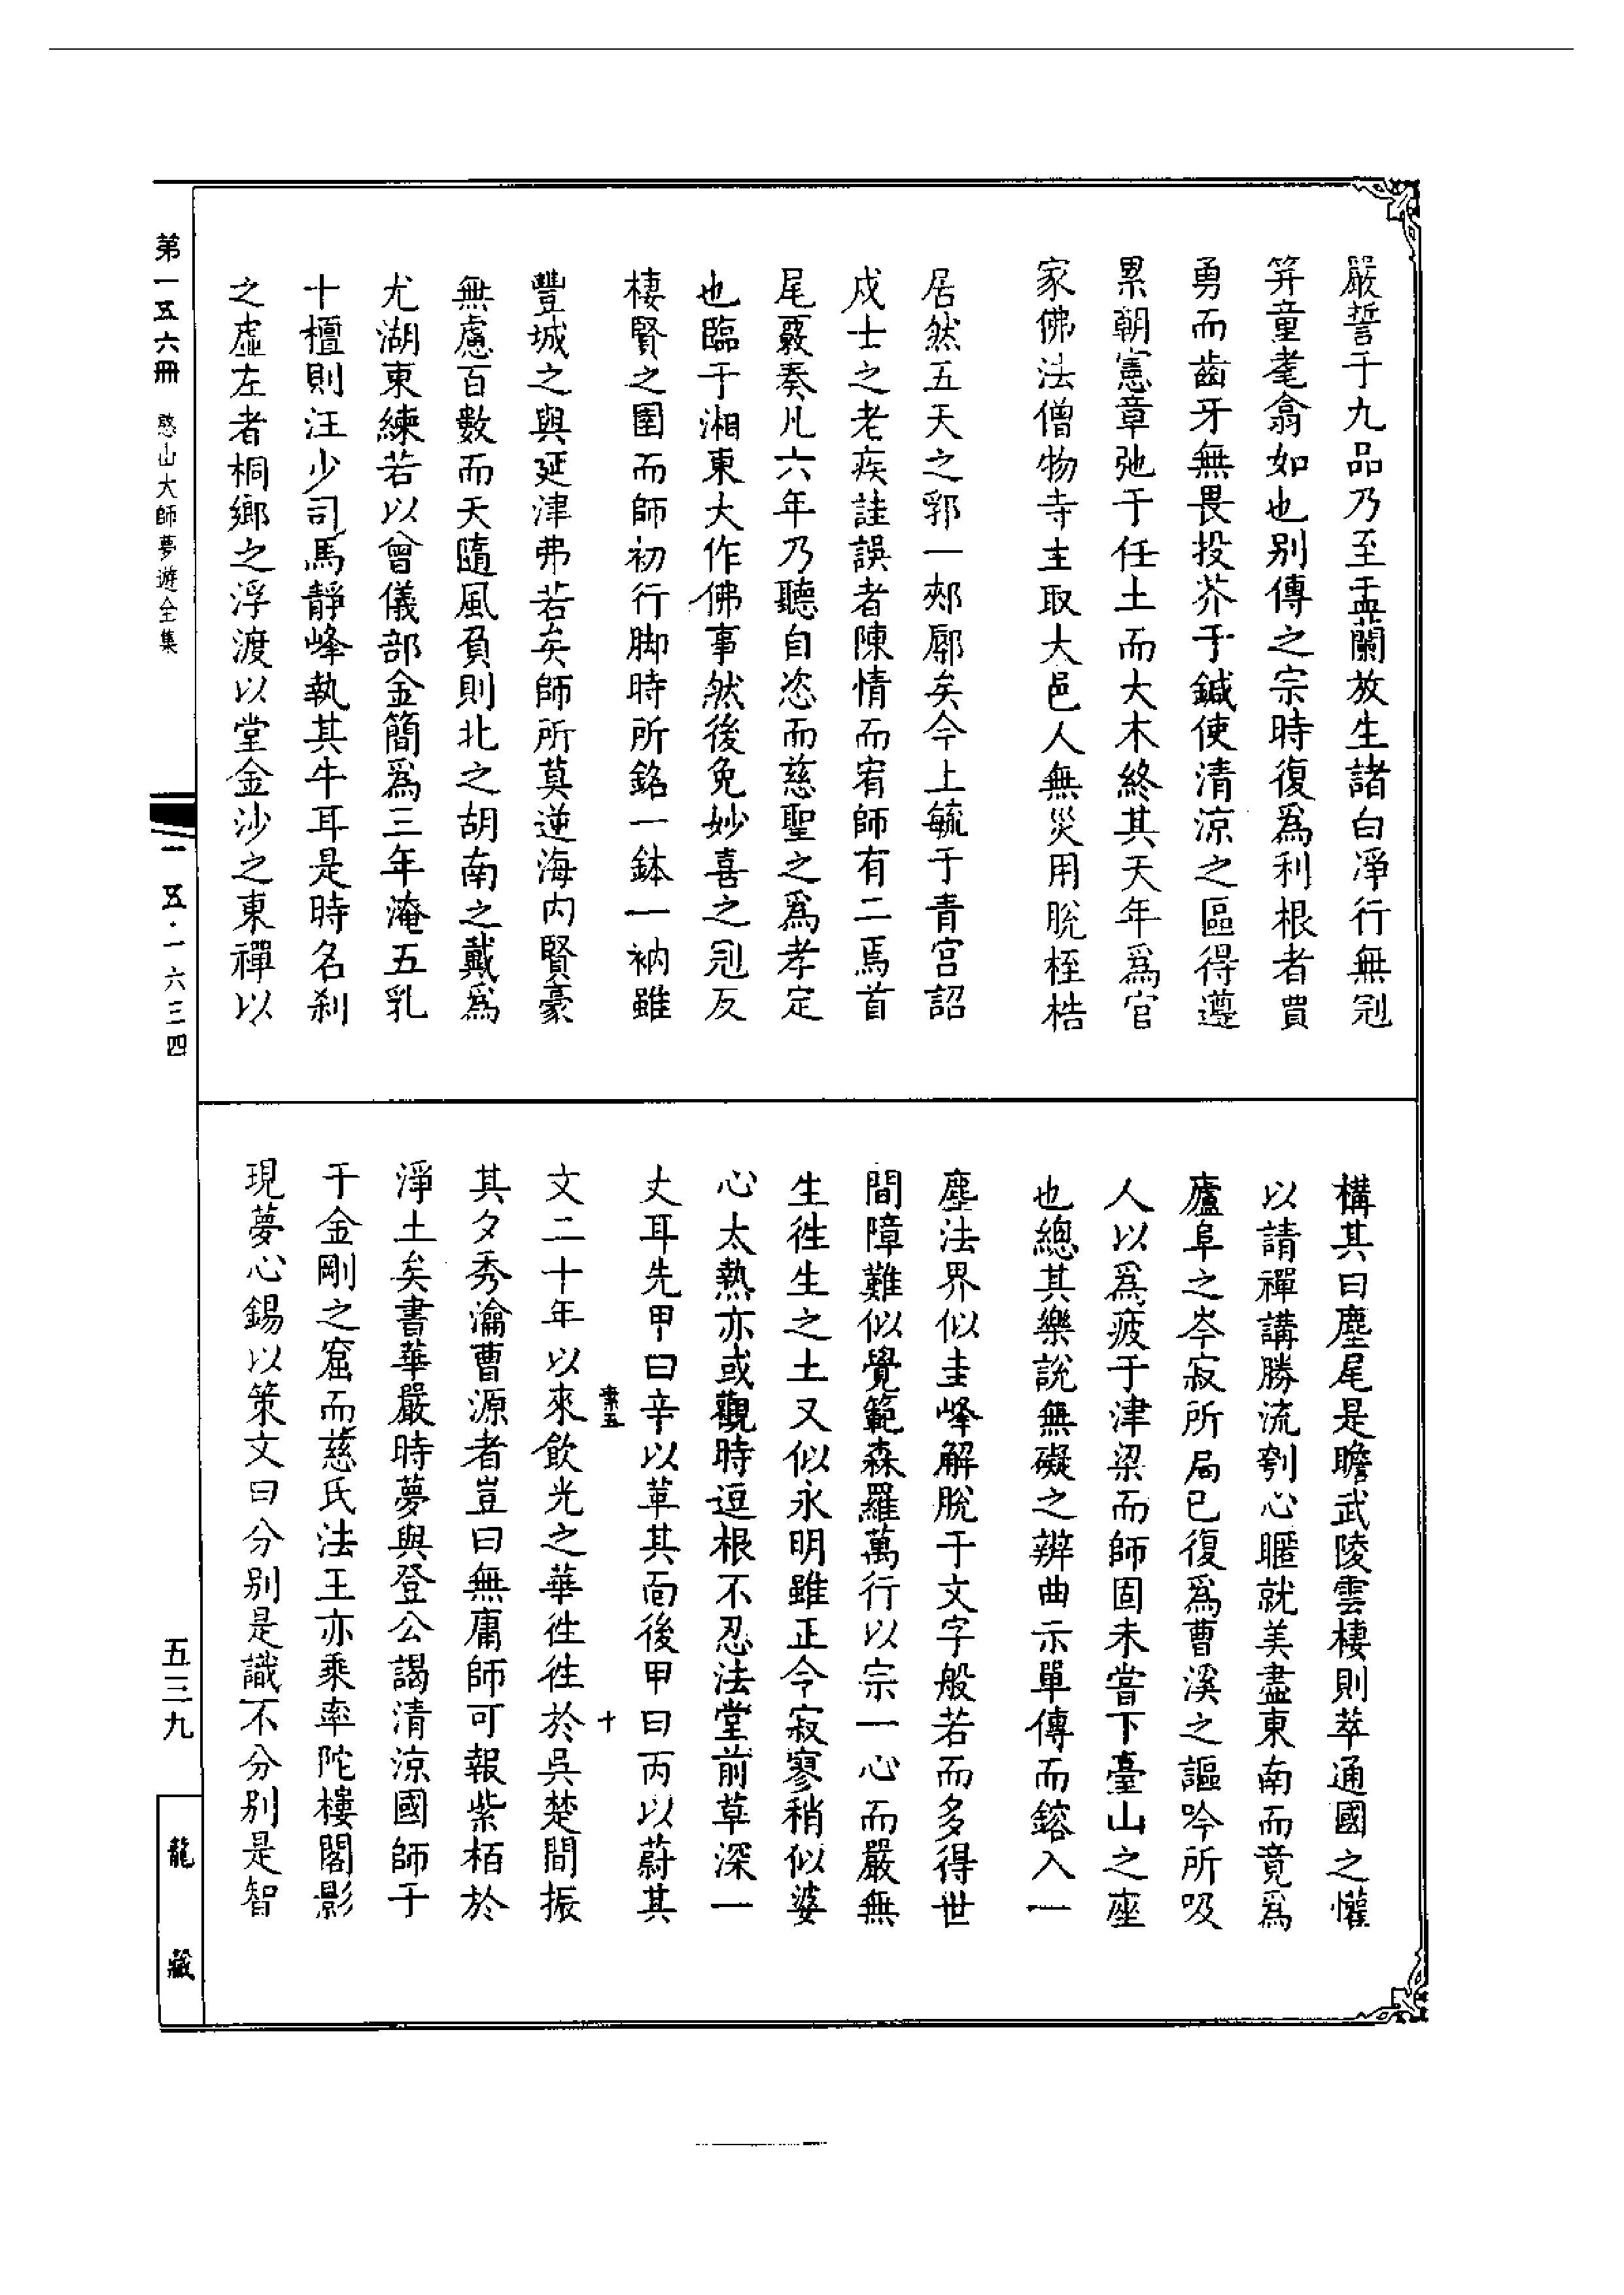 嚴誓于九品乃至盂蘭放生諸白淨行無冠
笄童耄翕如也别傳之宗時復爲利根者賈
勇而齒牙無畏投芥于鍼使清涼之區得遵
累朝憲章弛于任土而大木終其天年爲官
家佛法僧物寺主取大邑人無災用脫桎梏
居然五天之郭一郟鄏矣今上毓于青宮詔
戍士之老疾詿誤者陳情而宥師有二焉首
尾覈奏凡六年乃聽自恣而慈聖之爲孝定
也臨于湘東大作佛事然後免妙喜之冠反
棲賢之圊而師初行脚時所銘一鉢一衲雖
豐城之與延津弗若矣師所莫逆海内賢豪
無慮百數而天隨風負則北之胡南之戴爲
尤湖東練若以曾儀部金簡爲三年淹五乳
十檀則汪少司馬靜峰執其牛耳是時名刹
之虛左者桐鄉之浮渡以堂金沙之東禪以
構其曰塵尾是瞻武陵雲棲則萃通國之懽
以請禪講勝流刳心暱就美盡東南而竟爲
廬阜之岑寂所局已復爲曹溪之謳吟所吸
人以爲疲于津梁而師固未嘗下臺山之座
也總其樂說無礙之辨曲示單傳而鎔入一
塵法界似圭峰解脫于文字般若而多得世
間障難似覺範森羅萬行以宗一心而嚴無
生徃生之土又似永明雖正令寂寥稍似婆
心太熱亦或觀時逗根不忍法堂前草深一
丈耳先甲曰辛以革其面後甲曰丙以蔚其
文二十年以來飲光之華徃徃於吳楚間振
其夕秀瀹曹源者豈曰無庸師可報紫栢於
淨土矣書華嚴時夢與登公謁清涼國師于
于金剛之窟而慈氏法王亦乘率陀樓閣影
現夢心錫以策文曰分别是識不分别是智
第一五六冊　憨山大師夢遊全集
一五·一六三四
五三九
龍藏
十